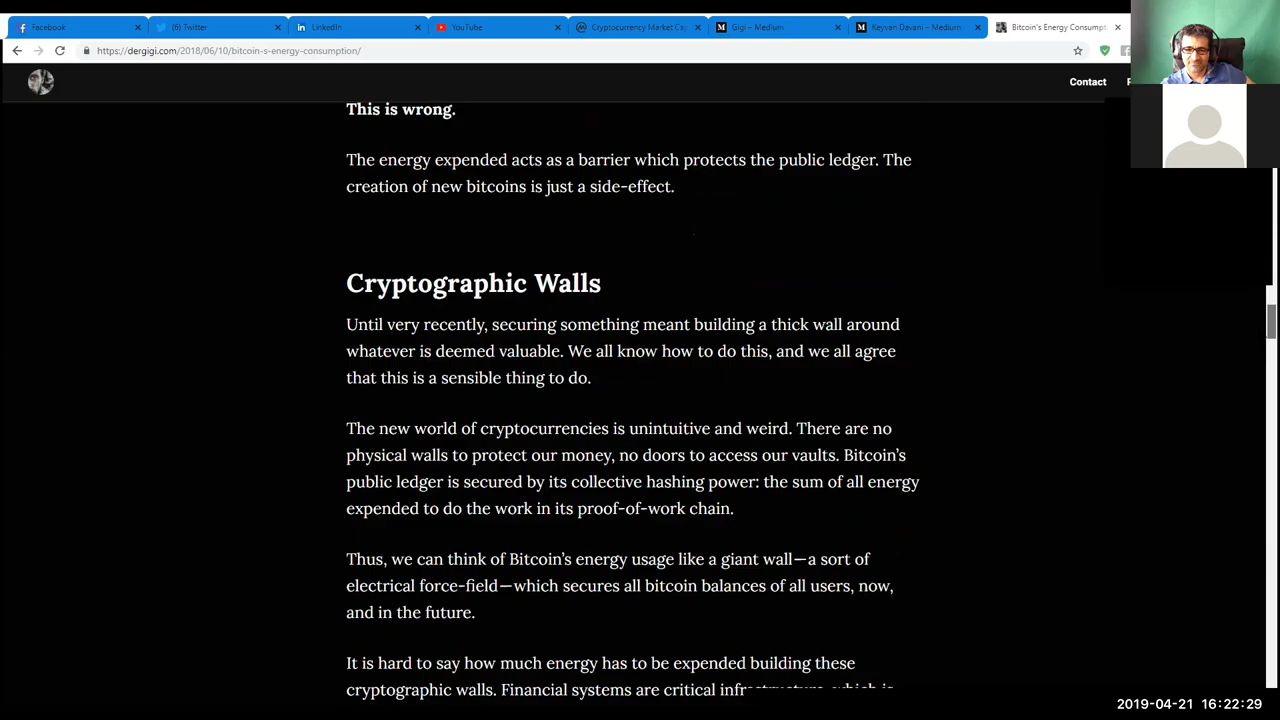 Facebook
(6) Twitter
LinkedIn
YouTube
Cryptocurrency Market Ca
Gigi – Medium
Keyvan Davani – Medium
Bitcoin's Energy Consumpt
https://dergigi.com/2018/06/10/bitcoin-s-energy-consumption/
Contact
This is wrong.
The energy expended acts as a barrier which protects the public ledger. The
creation of new bitcoins is just a side-effect.
Cryptographic Walls
Until very recently, securing something meant building a thick wall around
whatever is deemed valuable. We all know how to do this, and we all agree
that this is a sensible thing to do.
The new world of cryptocurrencies is unintuitive and weird. There are no
physical walls to protect our money, no doors to access our vaults. Bitcoin’s
public ledger is secured by its collective hashing power: the sum of all energy
expended to do the work in its proof-of-work chain.
Thus, we can think of Bitcoin’s energy usage like a giant wall—a sort of
electrical force-field—which secures all bitcoin balances of all users, now,
and in the future.
It is hard to say how much energy has to be expended building these
cryptographic walls. Financial systems are critical infrastructure, which is
2019-04-21 16:22:29